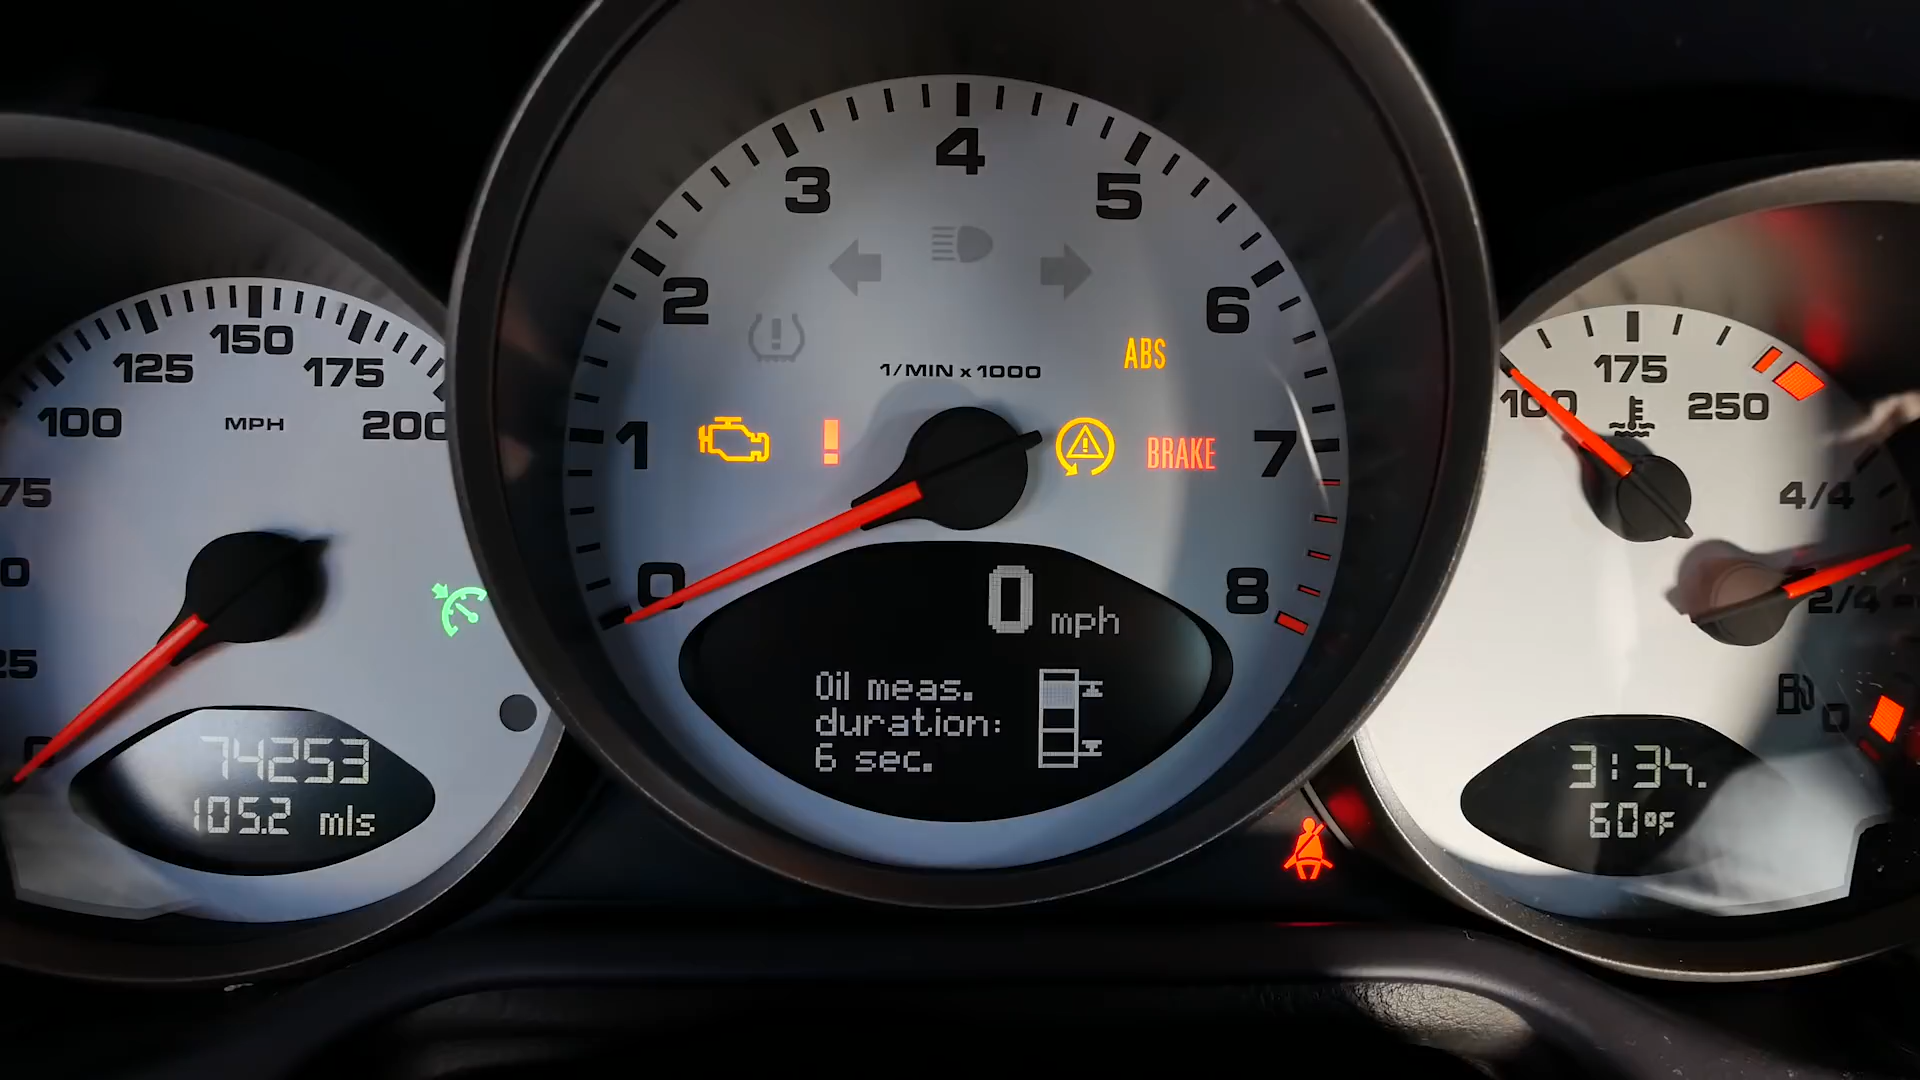 100
125
150
175
200
MPH
75
25
74253
105.2 mls
0
1
2
3
4
5
6
7
8
1/MIN x 1000
ABS
BRAKE
0 mph
Oil meas.
duration:
6 sec.
100
175
250
4/4
2/4
0
3:34.
60°F